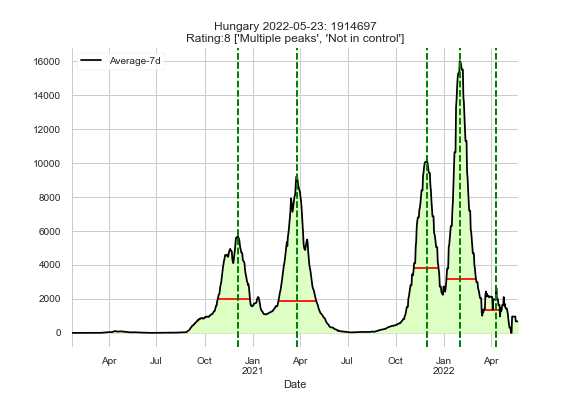 Hungary 2022-05-23: 1914697
Rating:8 ['Multiple peaks', 'Not in control']
Average-7d
16000
14000
12000
10000
8000
6000
4000
2000
0
Apr Jul Oct Jan Apr Jul Oct Jan Apr
2021 2022
Date